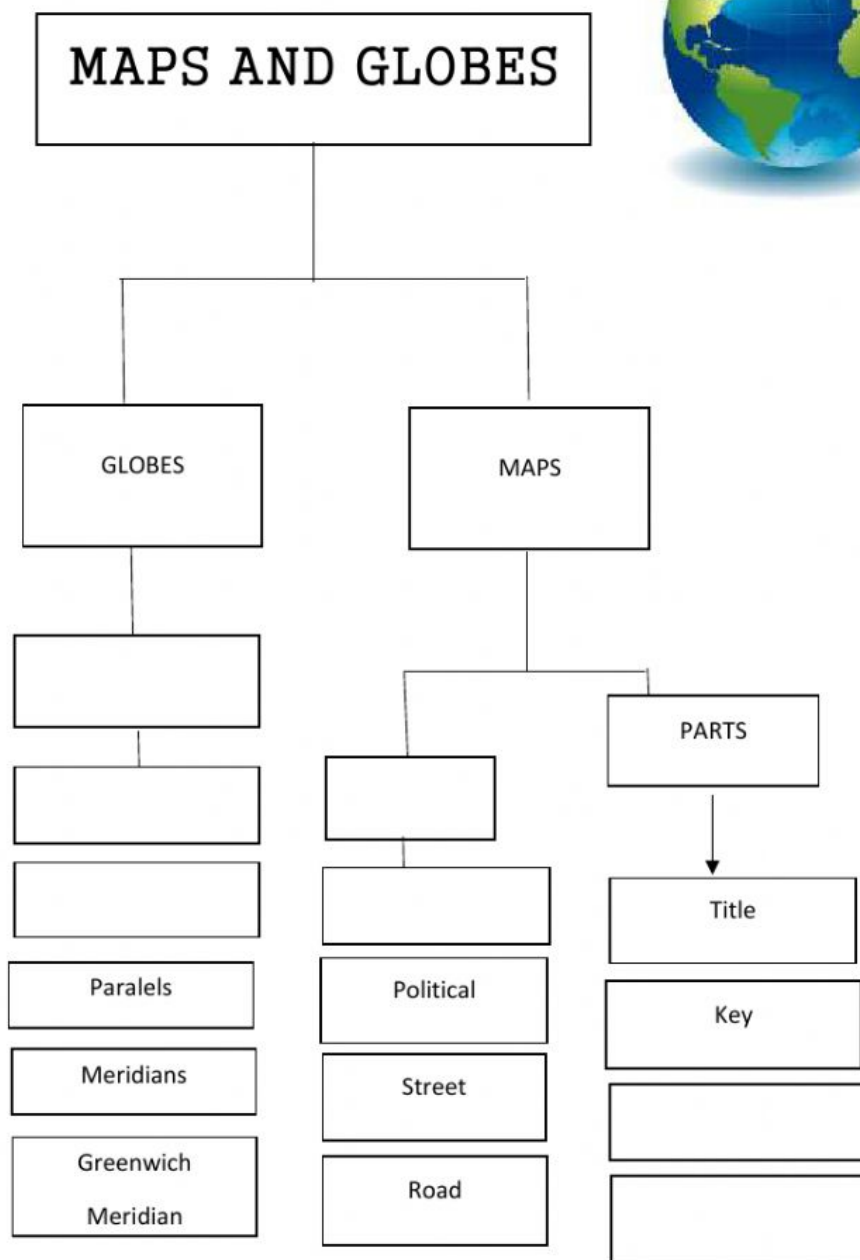 MAPS AND GLOBES
GLOBES
MAPS
PARTS
Title
Paralels
Political
Key
Meridians
Street
Greenwich
Meridian
Road